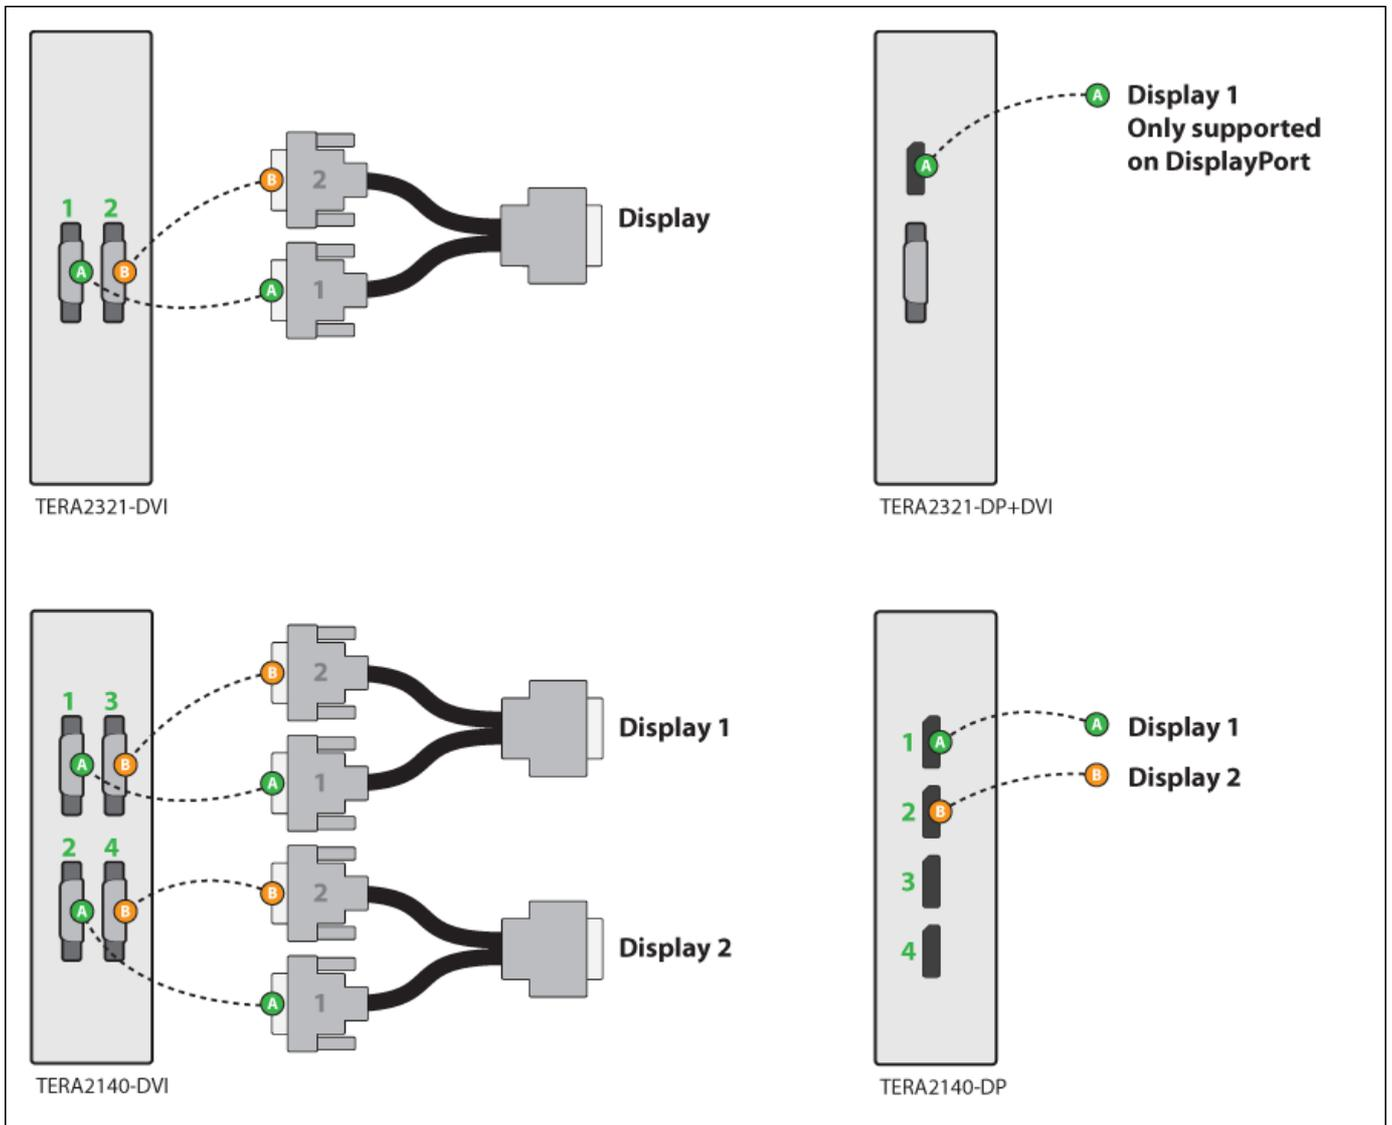 1 2
A
B
B
2
A
1
Display
TERA2321-DVI
A
A
Display 1
Only supported
on DisplayPort
TERA2321-DP+DVI
1 3
A
B
B
2
A
1
Display 1
2 4
A
B
B
2
A
1
Display 2
TERA2140-DVI
1
A
A
Display 1
2
B
B
Display 2
3
4
TERA2140-DP